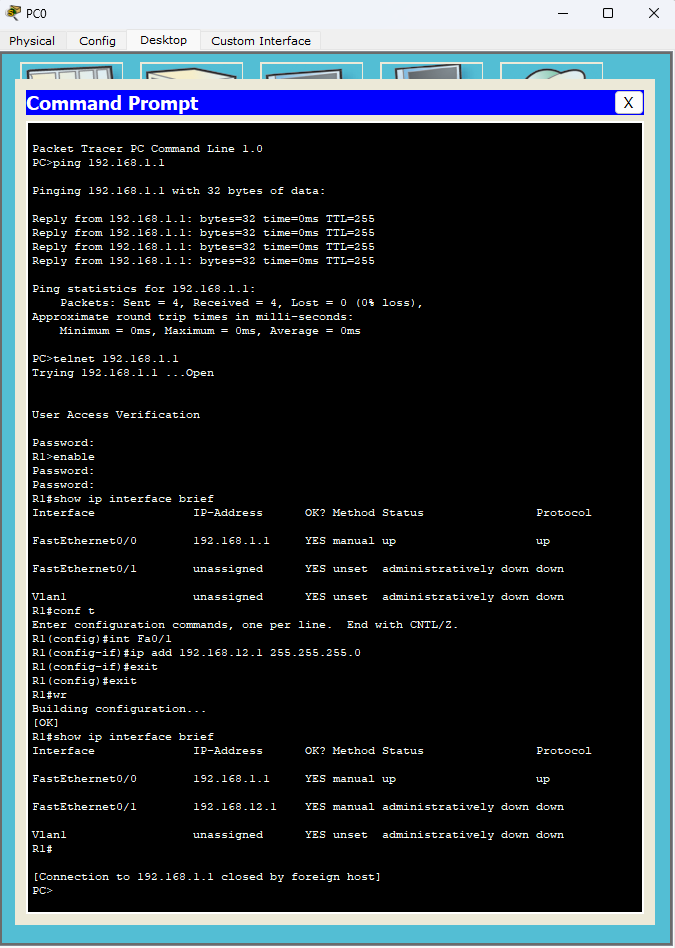 PC0
Physical Config Desktop Custom Interface
Command Prompt X
Packet Tracer PC Command Line 1.0
PC>ping 192.168.1.1
Pinging 192.168.1.1 with 32 bytes of data:
Reply from 192.168.1.1: bytes=32 time=0ms TTL=255
Reply from 192.168.1.1: bytes=32 time=0ms TTL=255
Reply from 192.168.1.1: bytes=32 time=0ms TTL=255
Reply from 192.168.1.1: bytes=32 time=0ms TTL=255
Ping statistics for 192.168.1.1:
    Packets: Sent = 4, Received = 4, Lost = 0 (0% loss),
Approximate round trip times in milli-seconds:
    Minimum = 0ms, Maximum = 0ms, Average = 0ms
PC>telnet 192.168.1.1
Trying 192.168.1.1 ...Open
User Access Verification
Password:
R1>enable
Password:
Password:
R1#show ip interface brief
Interface              IP-Address      OK? Method Status                Protocol
FastEthernet0/0        192.168.1.1     YES manual up                    up
FastEthernet0/1        unassigned      YES unset  administratively down down
Vlan1                  unassigned      YES unset  administratively down down
R1#conf t
Enter configuration commands, one per line.  End with CNTL/Z.
R1(config)#int Fa0/1
R1(config-if)#ip add 192.168.12.1 255.255.255.0
R1(config-if)#exit
R1(config)#exit
R1#wr
Building configuration...
[OK]
R1#show ip interface brief
Interface              IP-Address      OK? Method Status                Protocol
FastEthernet0/0        192.168.1.1     YES manual up                    up
FastEthernet0/1        192.168.12.1    YES manual administratively down down
Vlan1                  unassigned      YES unset  administratively down down
R1#
[Connection to 192.168.1.1 closed by foreign host]
PC>